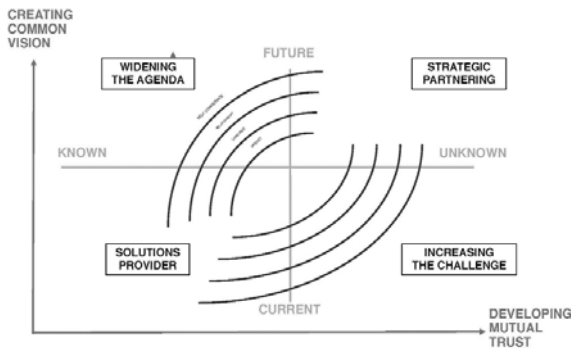 CREATING
COMMON
VISION
WIDENING
THE AGENDA
FUTURE
STRATEGIC
PARTNERING
KNOWN
UNKNOWN
SOLUTIONS
PROVIDER
INCREASING
THE CHALLENGE
CURRENT
DEVELOPING
MUTUAL
TRUST